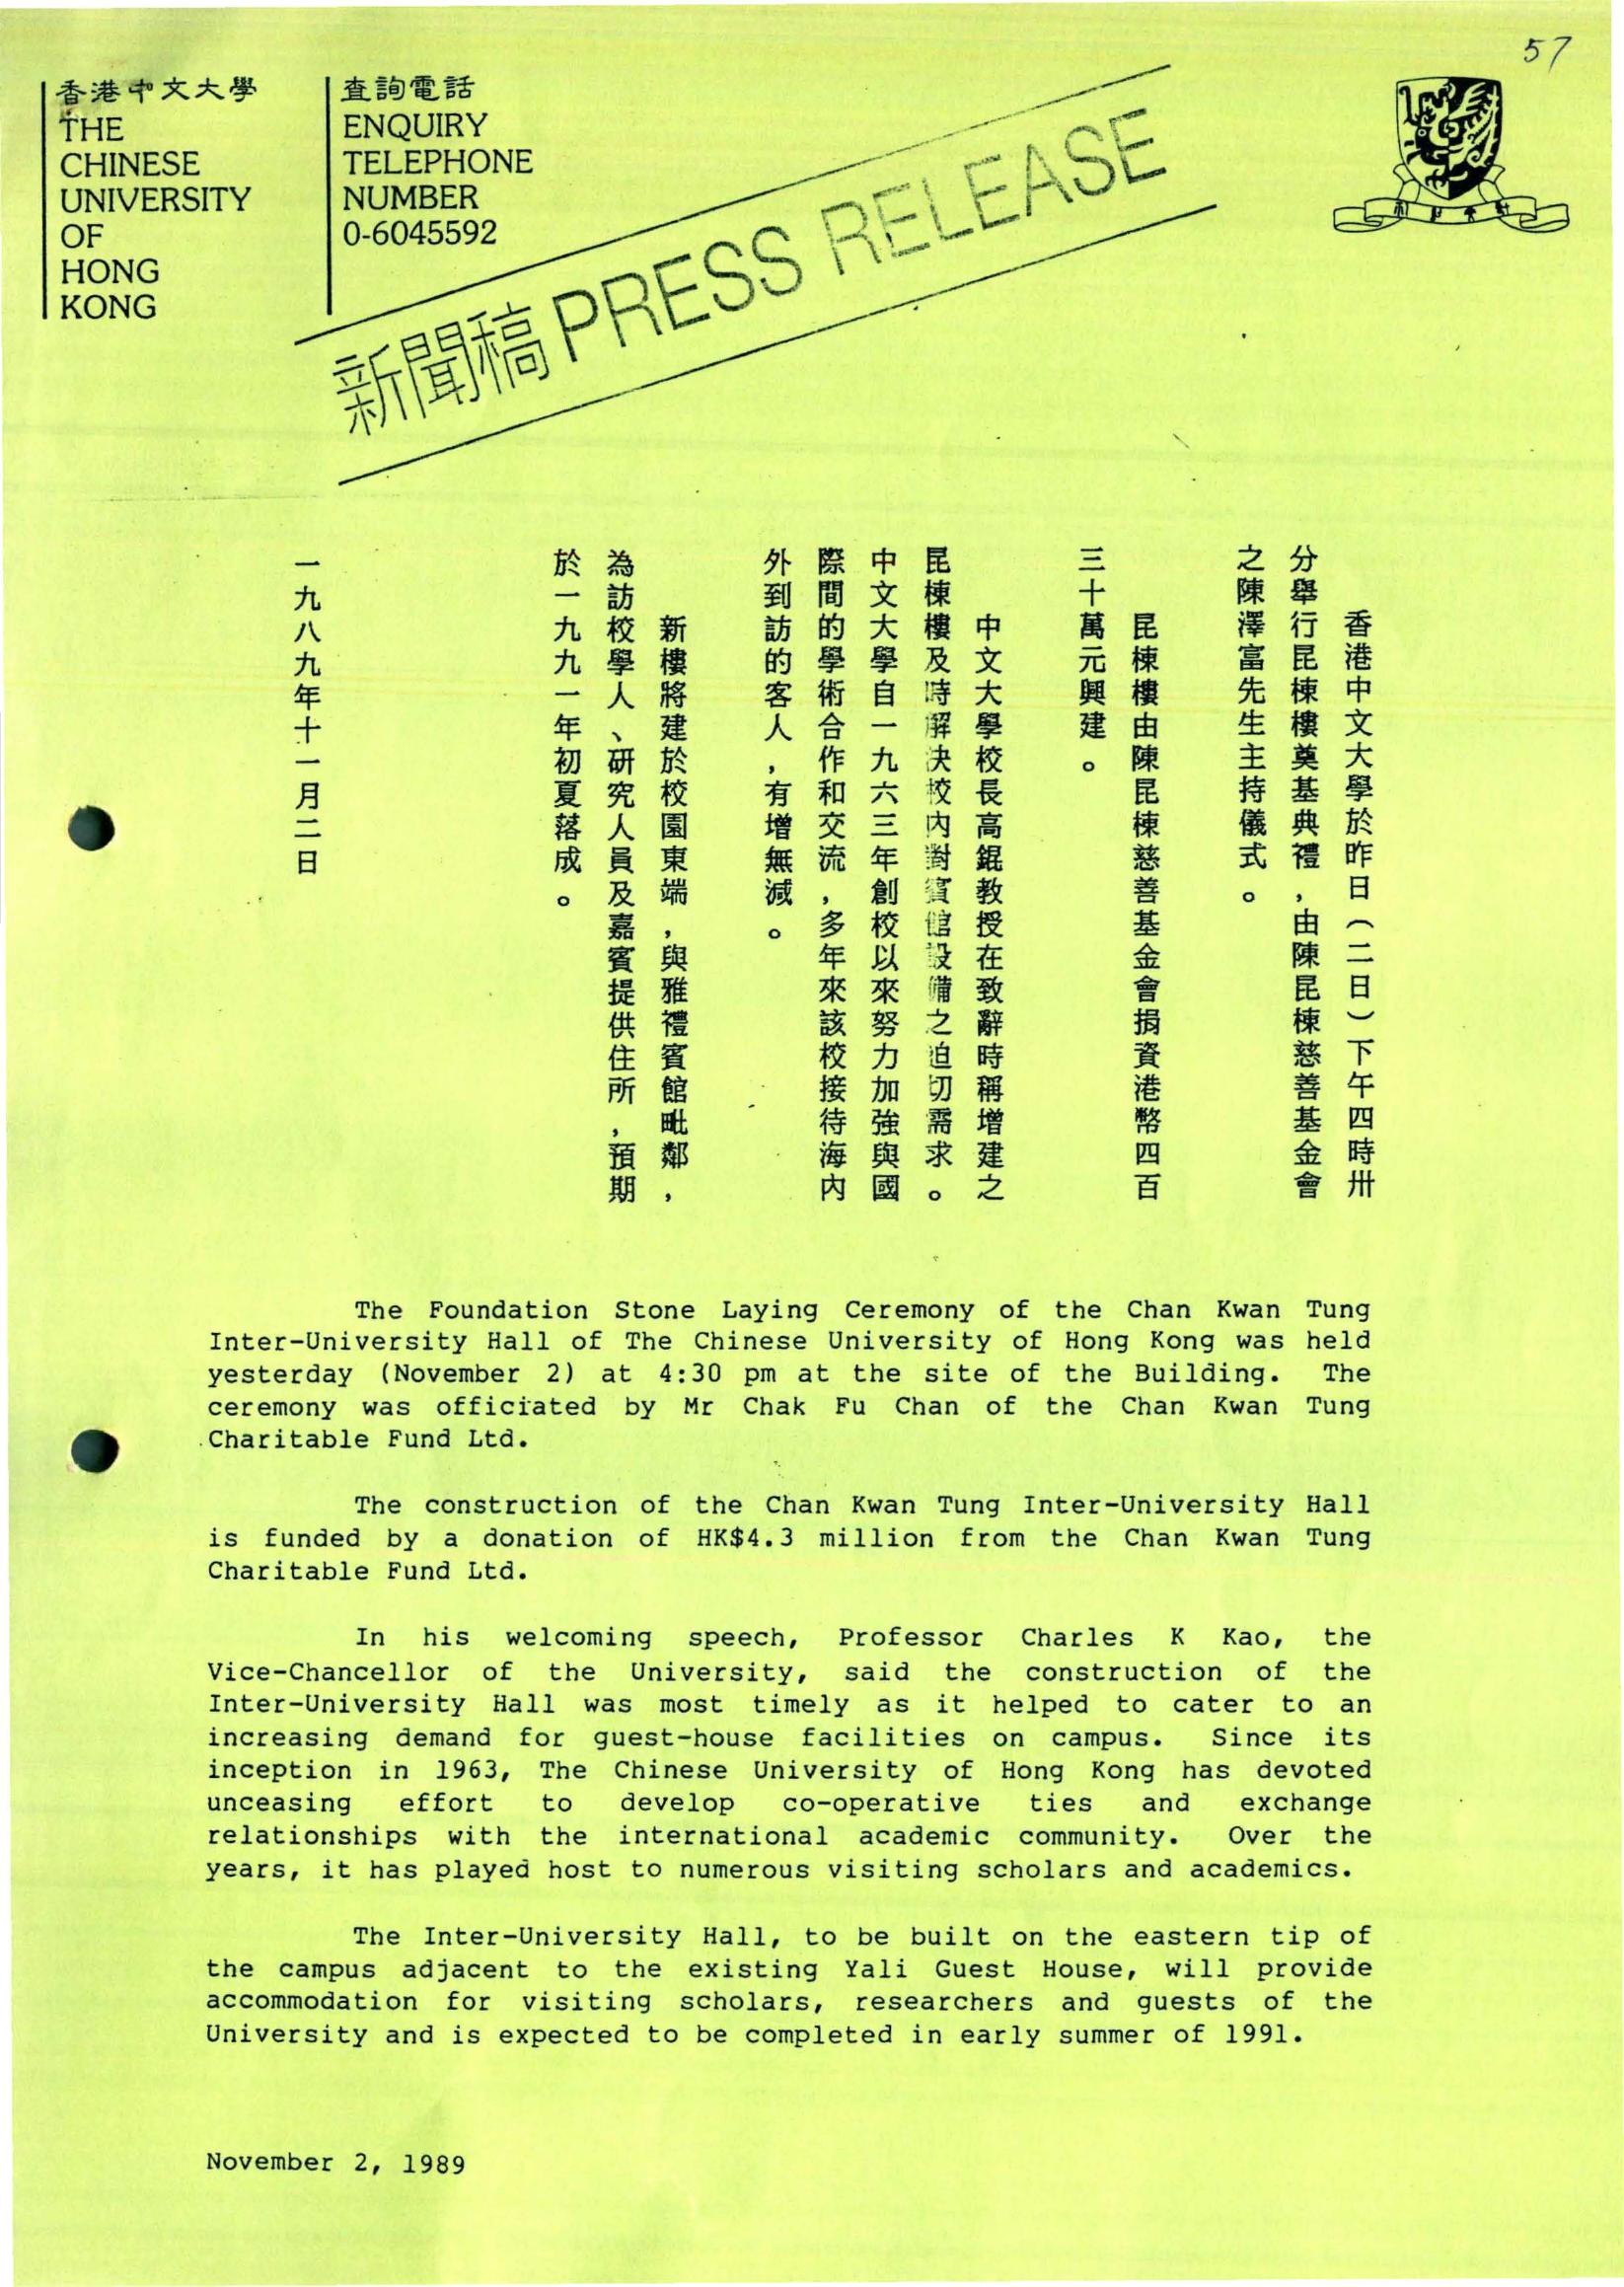 57
香港中文大學
THE
CHINESE
UNIVERSITY
OF
HONG
KONG
查詢電話
ENQUIRY
TELEPHONE
NUMBER
0-6045592
新聞稿 PRESS RELEASE
香港中文大學於昨日（二日）下午四時卅
分舉行昆棟樓奠基典禮，由陳昆棟慈善基金會
之陳澤富先生主持儀式。
昆棟樓由陳昆棟慈善基金會捐資港幣四百
三十萬元興建。
中文大學校長高錕教授在致辭時稱增建之
昆棟樓及時解決校內對賓館設備之迫切需求。
中文大學自一九六三年創校以來努力加強與國
際間的學術合作和交流，多年來該校接待海內
外到訪的客人，有增無減。
新樓將建於校園東端，與雅禮賓館毗鄰，
為訪校學人、研究人員及嘉賓提供住所，預期
於一九九一年初夏落成。
一九八九年十一月二日
The Foundation Stone Laying Ceremony of the Chan Kwan Tung
Inter-University Hall of The Chinese University of Hong Kong was held
yesterday (November 2) at 4:30 pm at the site of the Building. The
ceremony was officiated by Mr Chak Fu Chan of the Chan Kwan Tung
Charitable Fund Ltd.
The construction of the Chan Kwan Tung Inter-University Hall
is funded by a donation of HK$4.3 million from the Chan Kwan Tung
Charitable Fund Ltd.
In his welcoming speech, Professor Charles K Kao, the
Vice-Chancellor of the University, said the construction of the
Inter-University Hall was most timely as it helped to cater to an
increasing demand for guest-house facilities on campus. Since its
inception in 1963, The Chinese University of Hong Kong has devoted
unceasing effort to develop co-operative ties and exchange
relationships with the international academic community. Over the
years, it has played host to numerous visiting scholars and academics.
The Inter-University Hall, to be built on the eastern tip of
the campus adjacent to the existing Yali Guest House, will provide
accommodation for visiting scholars, researchers and guests of the
University and is expected to be completed in early summer of 1991.
November 2, 1989